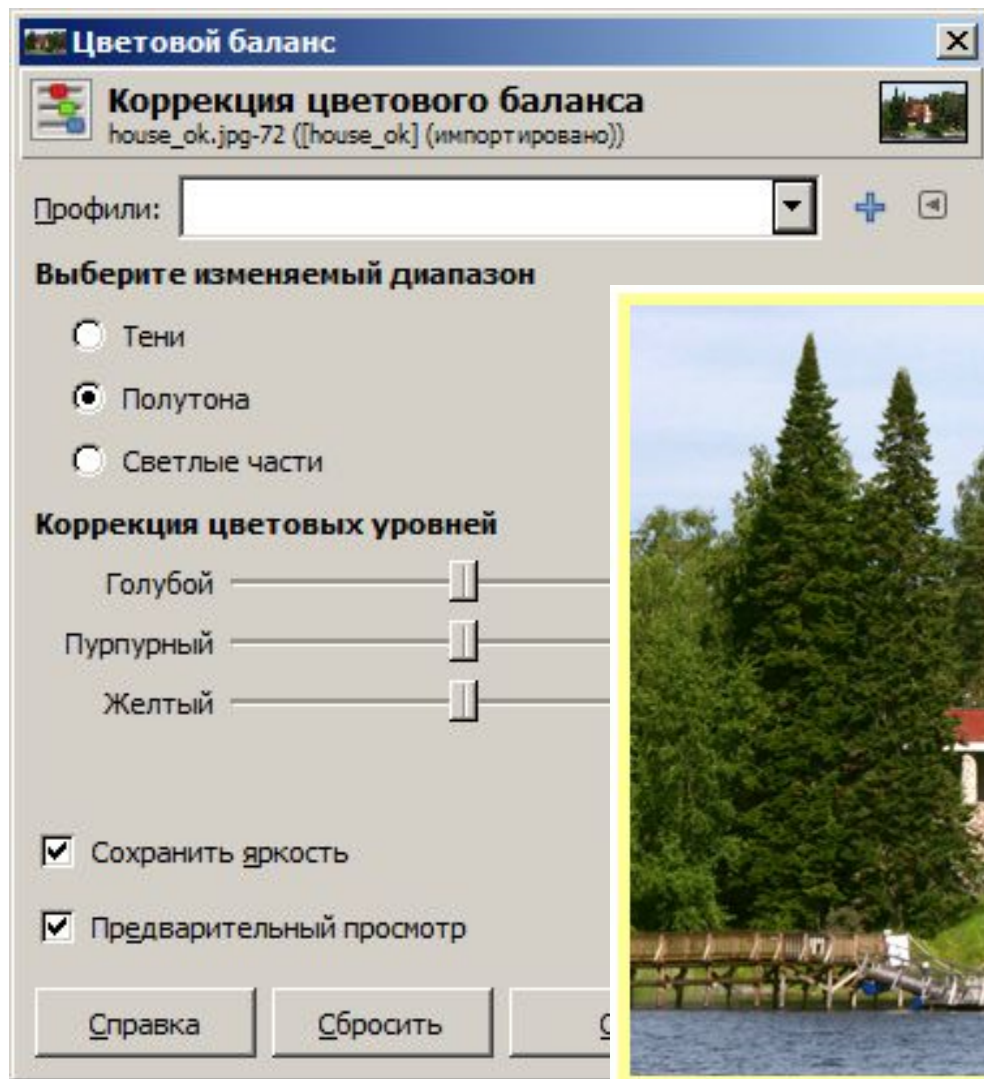 Цветовой баланс
Коррекция цветового баланса
house_ok.jpg-72 ([house_ok] (импортировано))
Профили:
Выберите изменяемый диапазон
Тени
Полутона
Светлые части
Коррекция цветовых уровней
Голубой
Пурпурный
Желтый
Сохранить яркость
Предварительный просмотр
Справка Сбросить